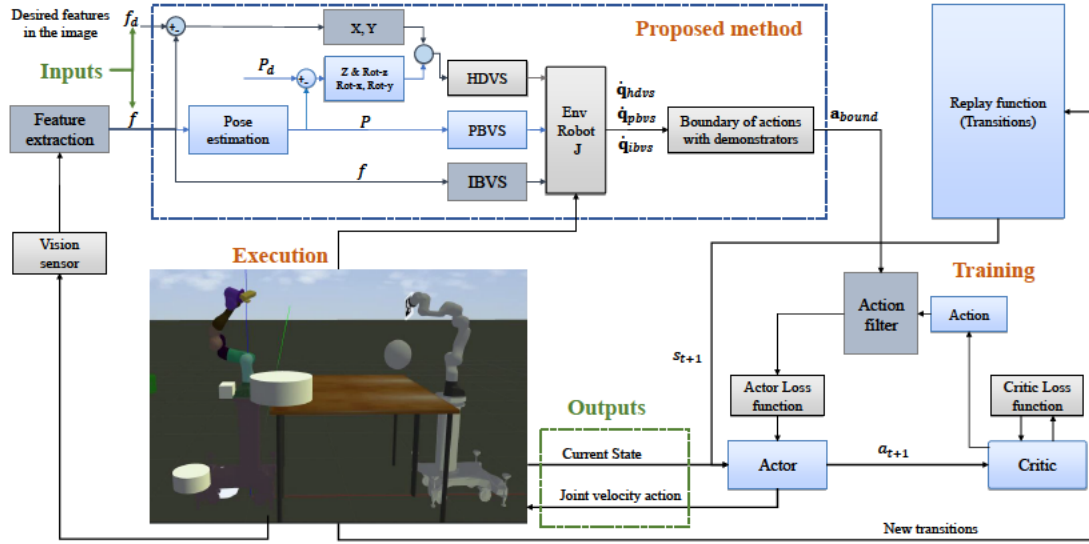 Desired features
in the image
f_d
X, Y
Proposed method
Inputs
P_d
Z & Rot-z
Rot-x, Rot-y
HDVS
f
Feature
extraction
Pose
estimation
P
PBVS
Env
Robot
J
q̇_hdvs
q̇_pbvs
q̇_ibvs
Boundary of actions
with demonstrators
a_bound
Replay function
(Transitions)
f
IBVS
Vision
sensor
Execution
Training
Action
filter
Action
s_t+1
Actor Loss
function
Critic Loss
function
Outputs
Current State
Actor
a_t+1
Critic
Joint velocity action
New transitions